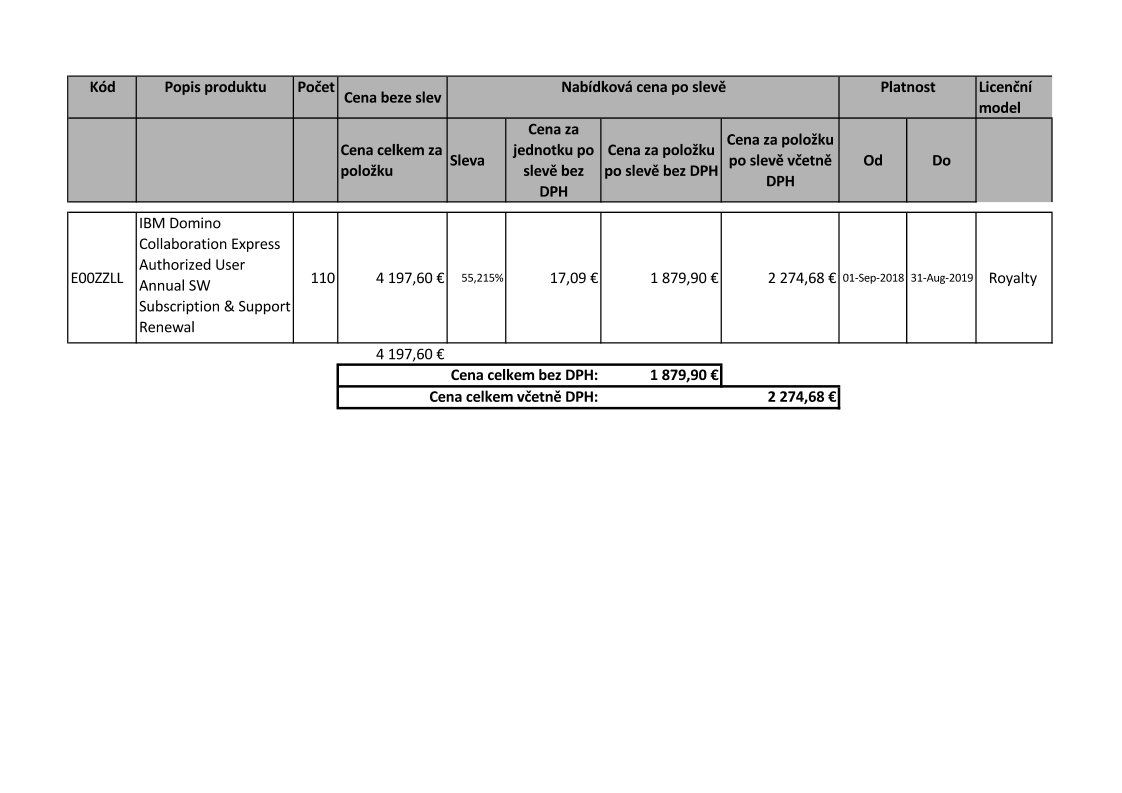 Kód Popis produktu Počet Cena beze slev Nabídková cena po slevě Platnost Licenční
model
Cena celkem za
položku
Sleva
Cena za
jednotku po
slevě bez
DPH
Cena za položku
po slevě bez DPH
Cena za položku
po slevě včetně
DPH
Od
Do
E00ZZLL
IBM Domino
Collaboration Express
Authorized User
Annual SW
Subscription & Support
Renewal
110 4 197,60 € 55,215% 17,09 € 1 879,90 € 2 274,68 € 01-Sep-2018 31-Aug-2019 Royalty
4 197,60 €
Cena celkem bez DPH: 1 879,90 €
Cena celkem včetně DPH: 2 274,68 €